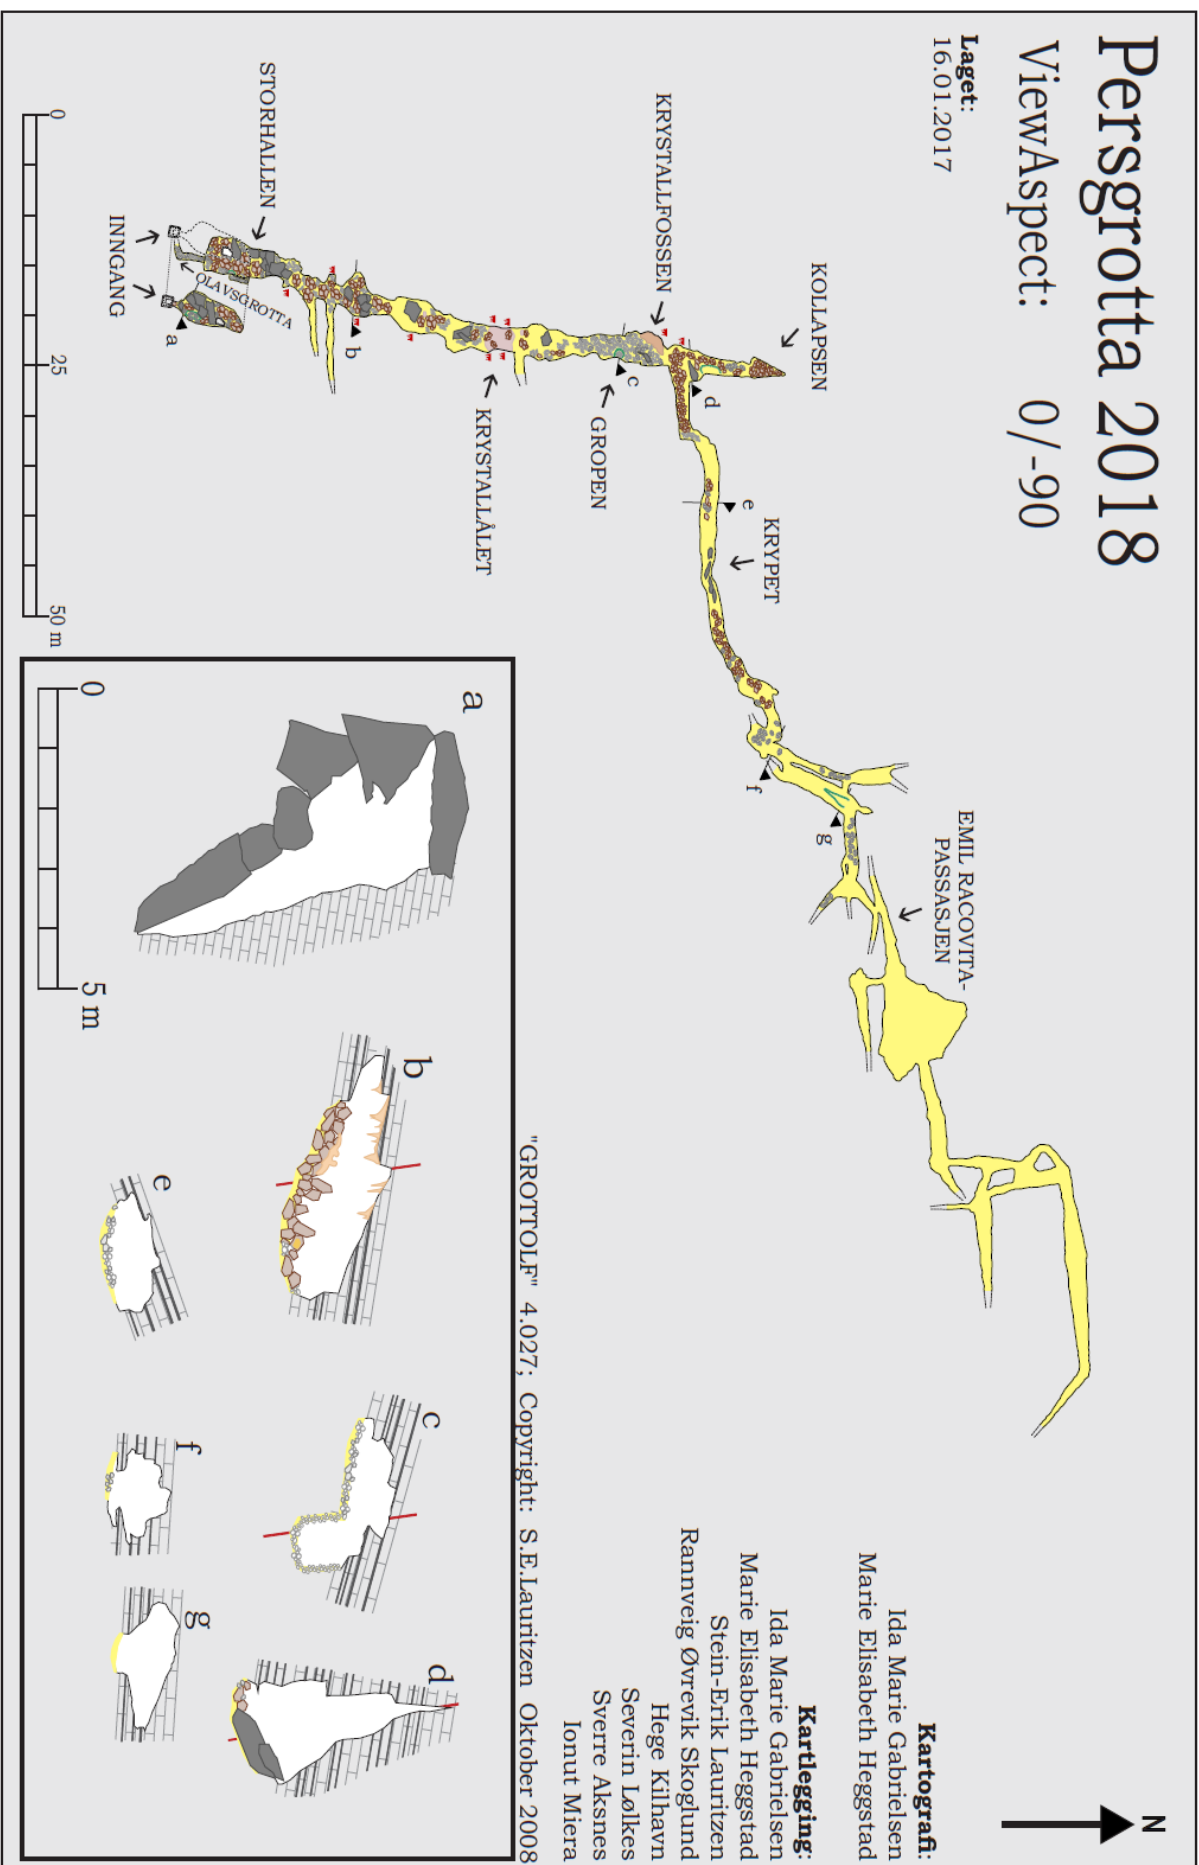 Persgrotta 2018
ViewAspect: 0/-90
Laget:
16.01.2017
N
KOLLAPSEN
KRYSTALLFOSSEN
STORHALLEN
INNGANG
OLAVSGROTTA
KRYSTALLÅLET
GROPEN
KRYPET
EMIL RACOVITA-
PASSASJEN
a
b
c
d
e
f
g
0 25 50 m
Kartografi:
Ida Marie Gabrielsen
Marie Elisabeth Heggstad
Kartlegging:
Ida Marie Gabrielsen
Marie Elisabeth Heggstad
Stein-Erik Lauritzen
Rannveig Øvrevik Skoglund
Hege Kilhavn
Severin Lølkes
Sverre Aksnes
Ionut Miera
"GROTTOLF" 4.027; Copyright: S.E.Lauritzen Oktober 2008
a
b
c
d
e
f
g
0 5 m